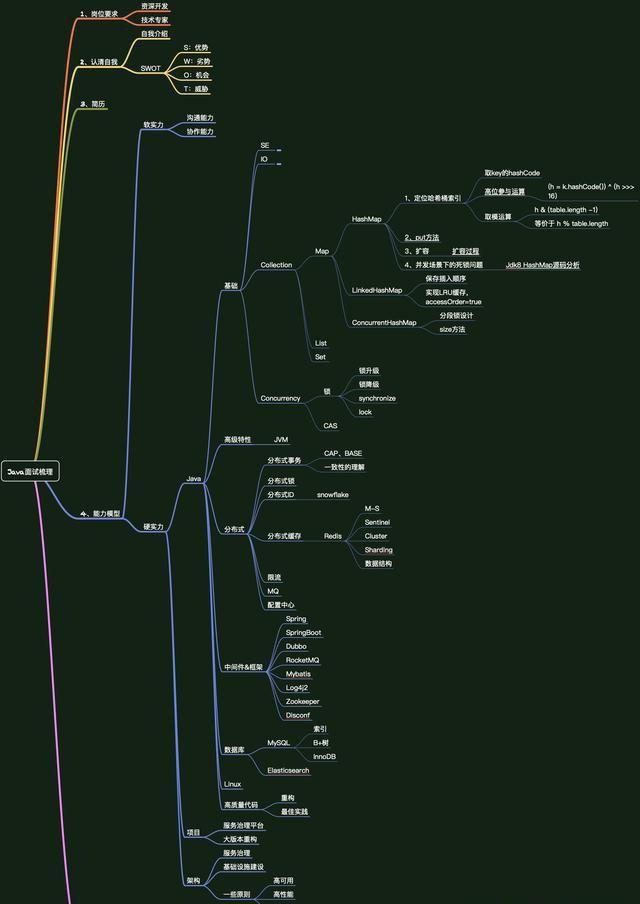 Java面试梳理
1、岗位要求
资深开发
技术专家
2、认清自我
自我介绍
SWOT
S：优势
W：劣势
O：机会
T：威胁
3、简历
4、能力模型
软实力
沟通能力
协作能力
硬实力
Java
基础
SE
IO
Collection
Map
HashMap
1、定位哈希桶索引
取key的hashCode
高位参与运算
(h = k.hashCode()) ^ (h >>>
16)
取模运算
h & (table.length -1)
等价于 h % table.length
2、put方法
3、扩容
扩容过程
4、并发场景下的死锁问题
Jdk8 HashMap源码分析
LinkedHashMap
保存插入顺序
实现LRU缓存，
accessOrder=true
ConcurrentHashMap
分段锁设计
size方法
List
Set
Concurrency
锁
锁升级
锁降级
synchronize
lock
CAS
高级特性
JVM
分布式
分布式事务
CAP、BASE
一致性的理解
分布式锁
分布式ID
snowflake
分布式缓存
Redis
M-S
Sentinel
Cluster
Sharding
数据结构
限流
MQ
配置中心
中间件&框架
Spring
SpringBoot
Dubbo
RocketMQ
Mybatis
Log4j2
Zookeeper
Disconf
数据库
MySQL
索引
B+树
InnoDB
Elasticsearch
Linux
高质量代码
重构
最佳实践
项目
服务治理平台
大版本重构
架构
服务治理
基础设施建设
一些原则
高可用
高性能